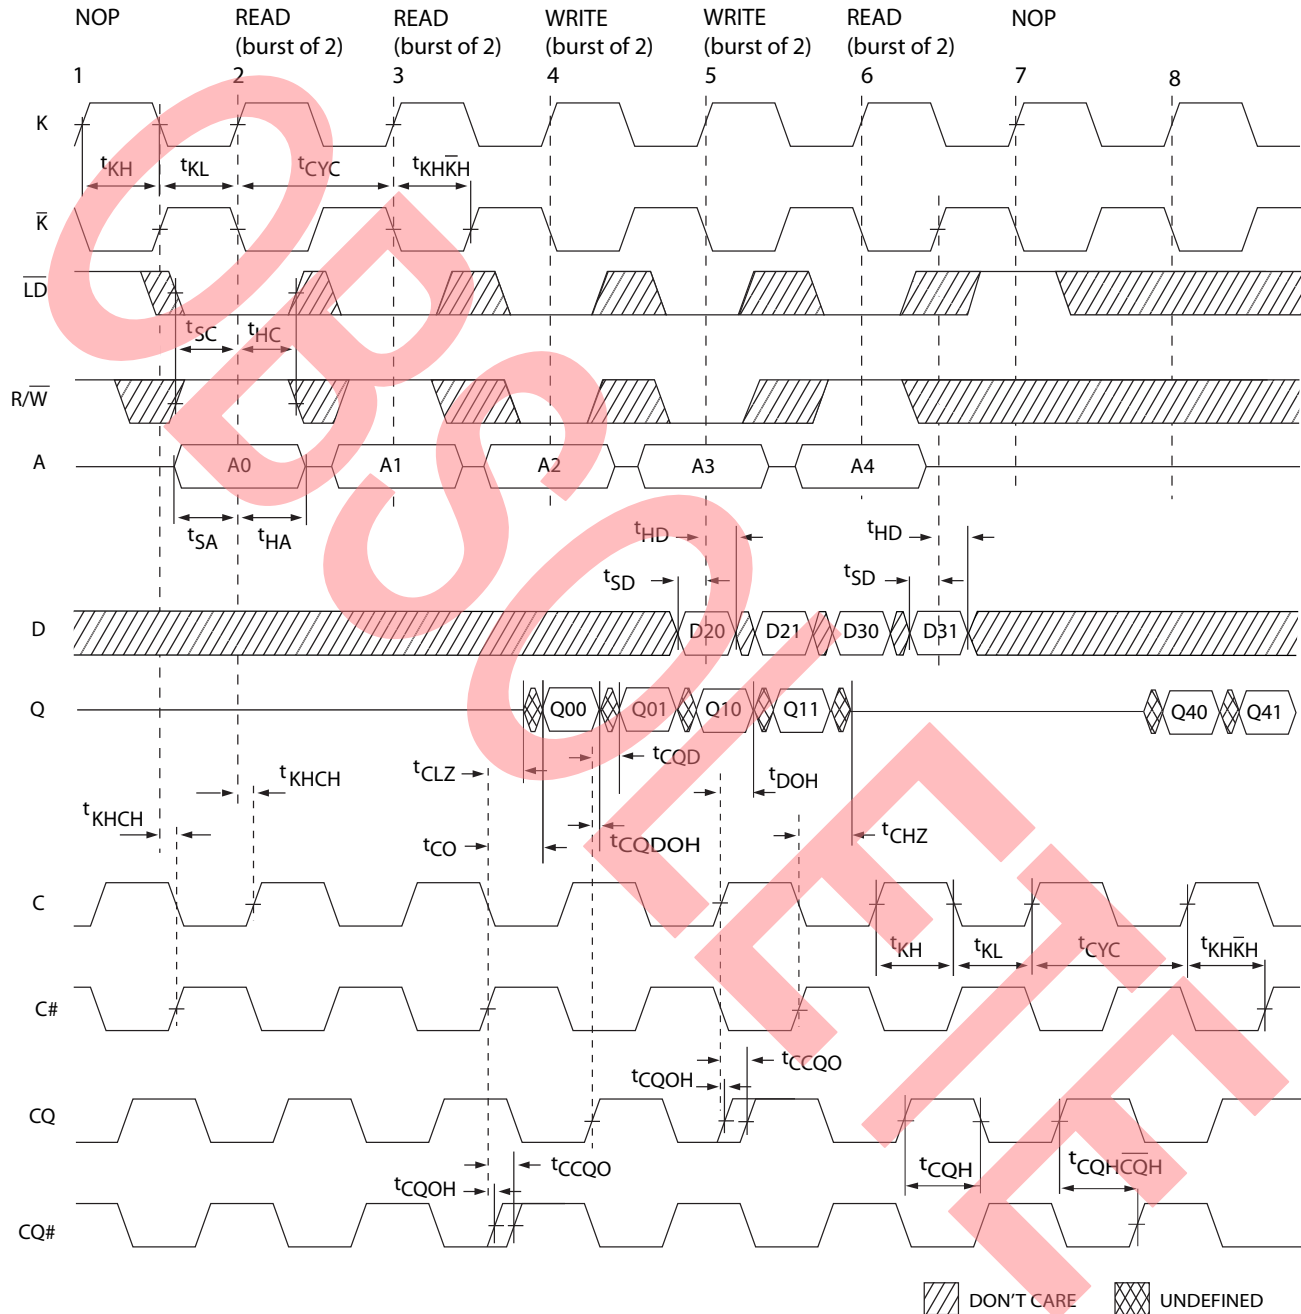 NOP READ READ WRITE WRITE READ NOP
(burst of 2) (burst of 2) (burst of 2) (burst of 2) (burst of 2)
1 2 3 4 5 6 7 8
K
tKH tKL tCYC tKHK̅H
K̅
L̅D̅
tSC tHC
R/W̅
A A0 A1 A2 A3 A4
tSA tHA tHD tHD
tSD tSD
D D20 D21 D30 D31
Q Q00 Q01 Q10 Q11 Q40 Q41
tKHCH tCLZ tCQD tDOH
tKHCH tCO tCQDOH tCHZ
C
tKH tKL tCYC tKHK̅H
C#
tCQOH tCCQO
CQ
tCQOH tCCQO tCQH tCQHC̅Q̅H̅
CQ#
DON'T CARE UNDEFINED
OBSOLETE